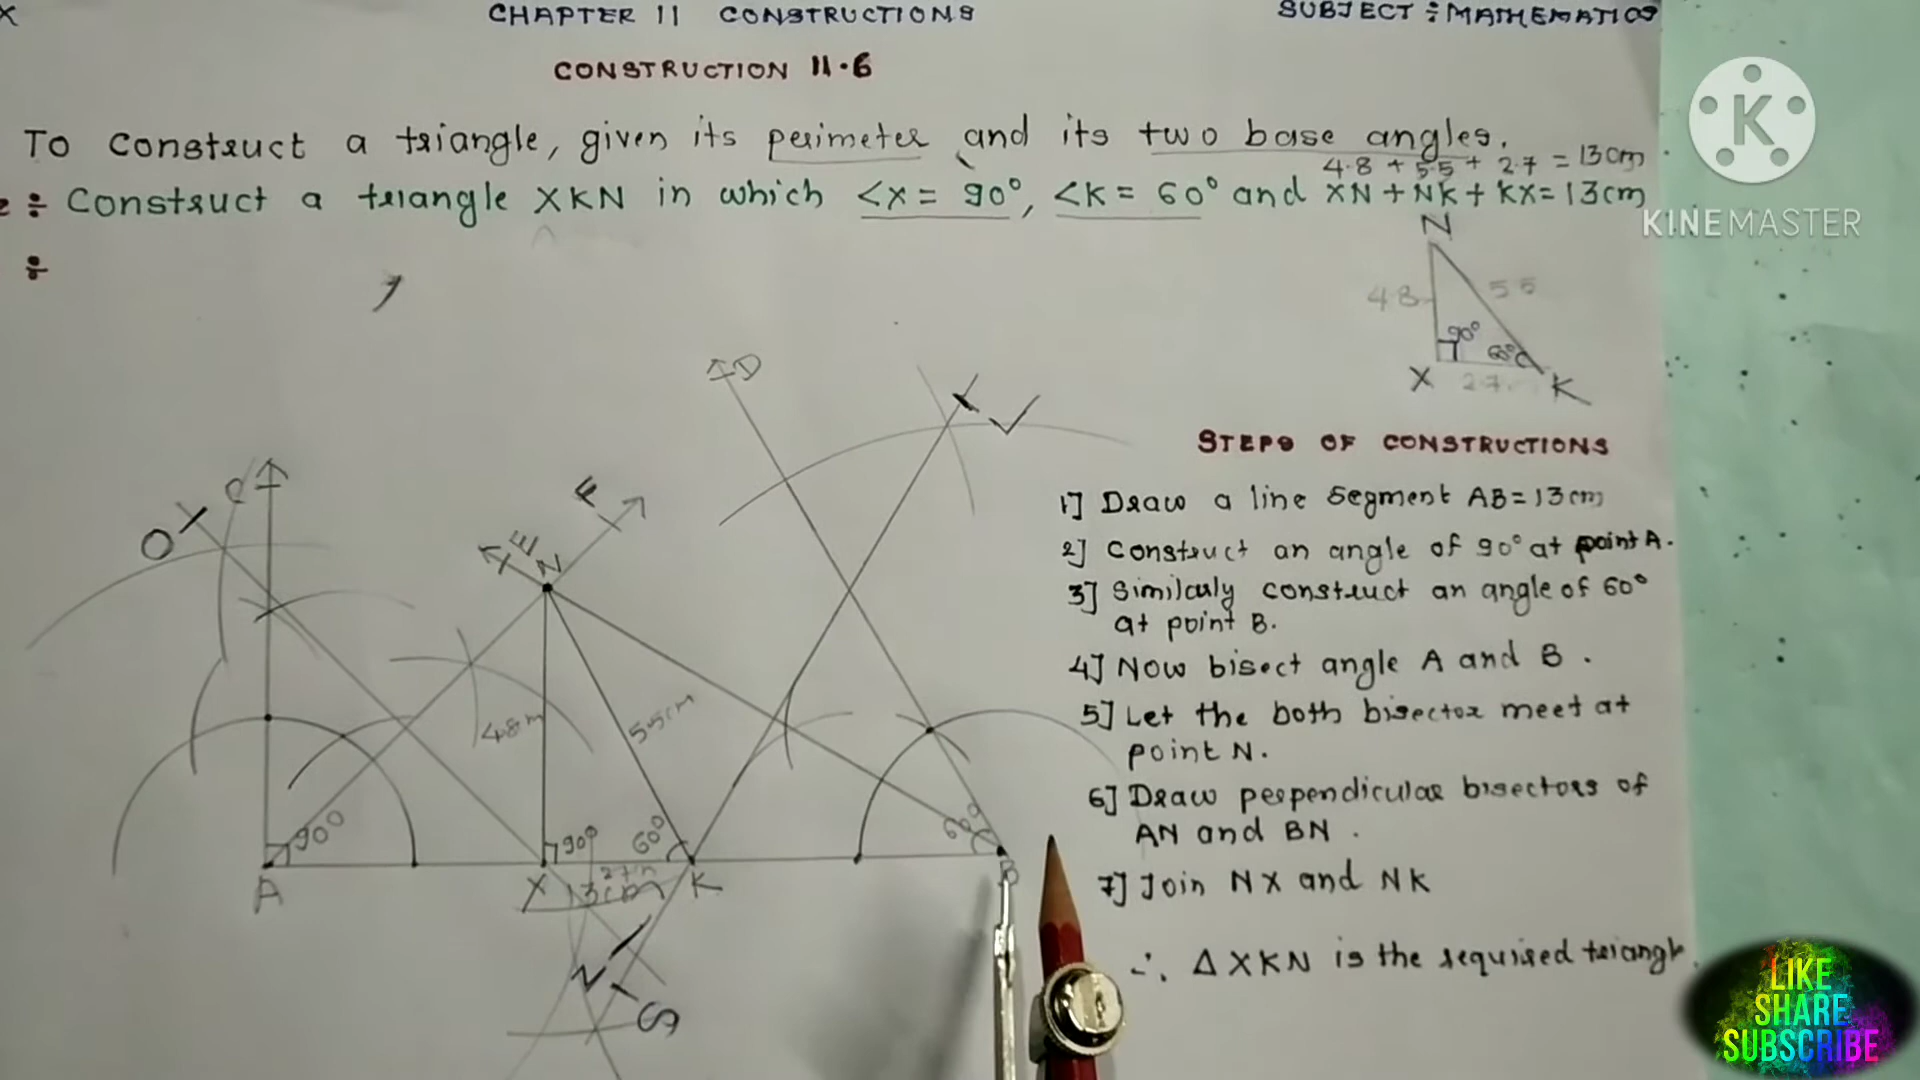 X
CHAPTER 11 CONSTRUCTIONS
SUBJECT ÷ MATHEMATICS
CONSTRUCTION 11.6
To construct a triangle, given its perimeter and its two base angles.
4.8 + 5.5 + 2.7 = 13cm
÷ Construct a triangle XKN in which <X = 90°, <K = 60° and XN + NK + KX = 13cm
÷
K
KINEMASTER
N
4.8
5.5
90°
60°
X
2.7
K
D
C
O
F
E
N
4.8cm
5.5cm
90°
90°
60°
60°
A
X
2.7cm
13cm
K
B
S
STEPS OF CONSTRUCTIONS
1] Draw a line segment AB = 13cm
2] Construct an angle of 90° at point A.
3] Similarly construct an angle of 60°
at point B.
4] Now bisect angle A and B.
5] Let the both bisector meet at
point N.
6] Draw perpendicular bisectors of
AN and BN.
7] Join NX and NK
∴ Δ XKN is the required triangl
LIKE
SHARE
SUBSCRIBE